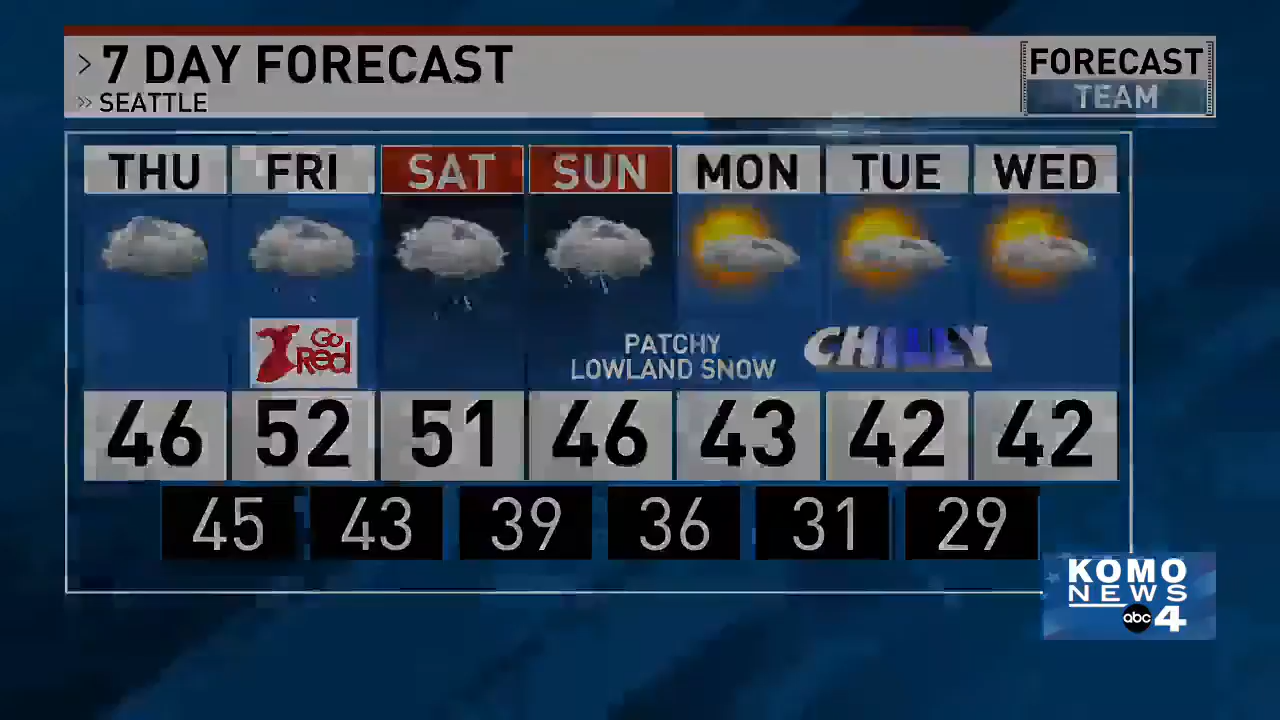 > 7 DAY FORECAST
» SEATTLE
FORECAST
TEAM
THU FRI SAT SUN MON TUE WED
Go
Red
PATCHY
LOWLAND SNOW
CHILLY
46 52 51 46 43 42 42
45 43 39 36 31 29
KOMO
NEWS
abc 4